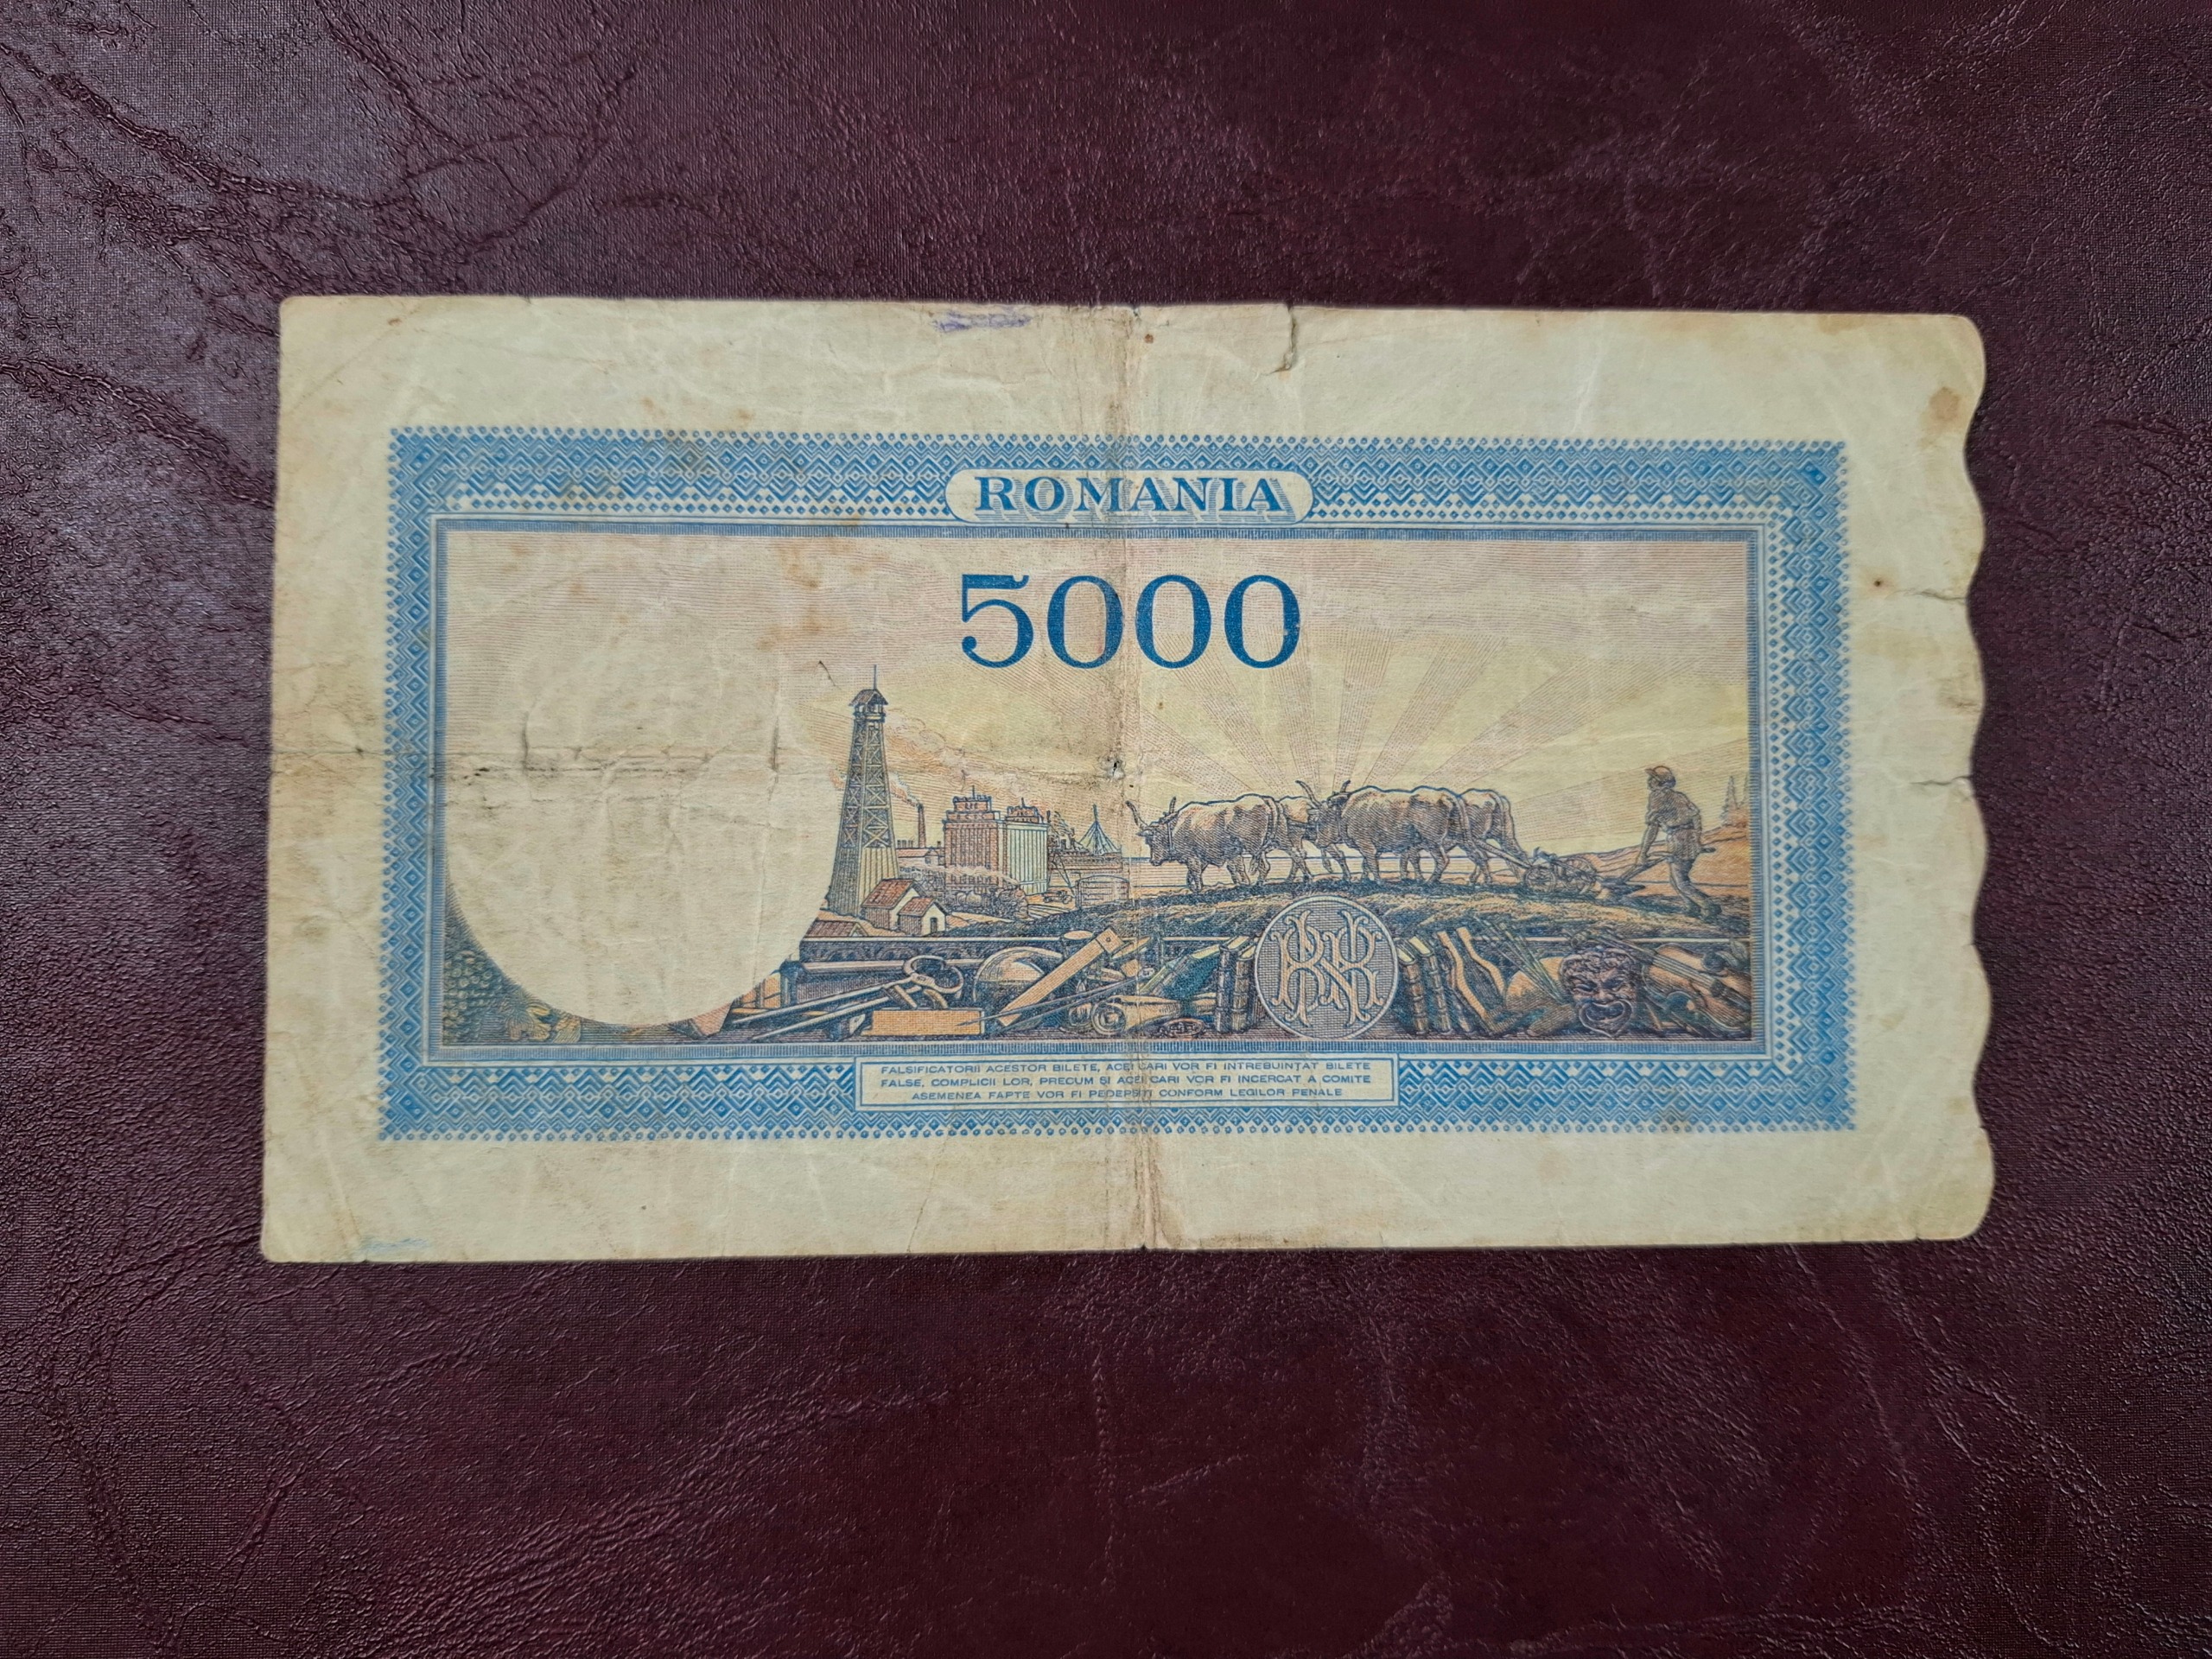 ROMANIA
5000
BNR
FALSIFICATORII ACESTOR BILETE, ACEI CARI VOR FI INTREBUINȚAT BILETE
FALSE, COMPLICII LOR, PRECUM ȘI ACEI CARI VOR FI INCERCAT A COMITE
ASEMENEA FAPTE VOR FI PEDEPSIȚI CONFORM LEGILOR PENALE